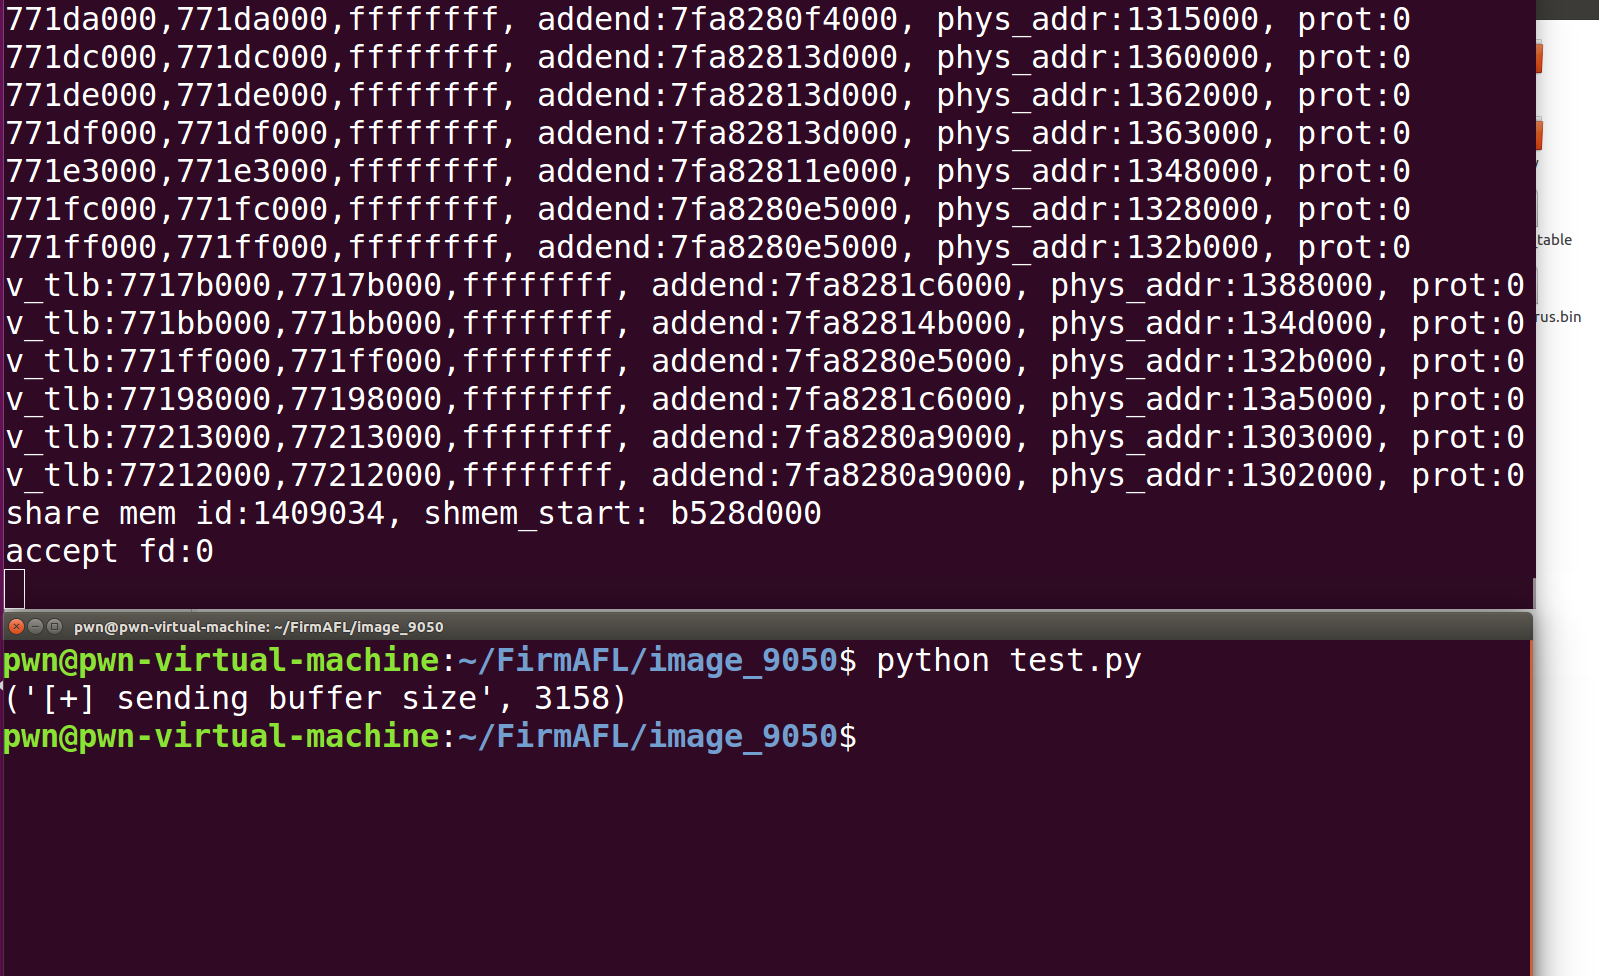 771da000,771da000,ffffffff, addend:7fa8280f4000, phys_addr:1315000, prot:0
771dc000,771dc000,ffffffff, addend:7fa82813d000, phys_addr:1360000, prot:0
771de000,771de000,ffffffff, addend:7fa82813d000, phys_addr:1362000, prot:0
771df000,771df000,ffffffff, addend:7fa82813d000, phys_addr:1363000, prot:0
771e3000,771e3000,ffffffff, addend:7fa82811e000, phys_addr:1348000, prot:0
771fc000,771fc000,ffffffff, addend:7fa8280e5000, phys_addr:1328000, prot:0
771ff000,771ff000,ffffffff, addend:7fa8280e5000, phys_addr:132b000, prot:0
table
v_tlb:7717b000,7717b000,ffffffff, addend:7fa8281c6000, phys_addr:1388000, prot:0
v_tlb:771bb000,771bb000,ffffffff, addend:7fa82814b000, phys_addr:134d000, prot:0
rus.bin
v_tlb:771ff000,771ff000,ffffffff, addend:7fa8280e5000, phys_addr:132b000, prot:0
v_tlb:77198000,77198000,ffffffff, addend:7fa8281c6000, phys_addr:13a5000, prot:0
v_tlb:77213000,77213000,ffffffff, addend:7fa8280a9000, phys_addr:1303000, prot:0
v_tlb:77212000,77212000,ffffffff, addend:7fa8280a9000, phys_addr:1302000, prot:0
share mem id:1409034, shmem_start: b528d000
accept fd:0
pwn@pwn-virtual-machine: ~/FirmAFL/image_9050
pwn@pwn-virtual-machine:~/FirmAFL/image_9050$ python test.py
('[+] sending buffer size', 3158)
pwn@pwn-virtual-machine:~/FirmAFL/image_9050$